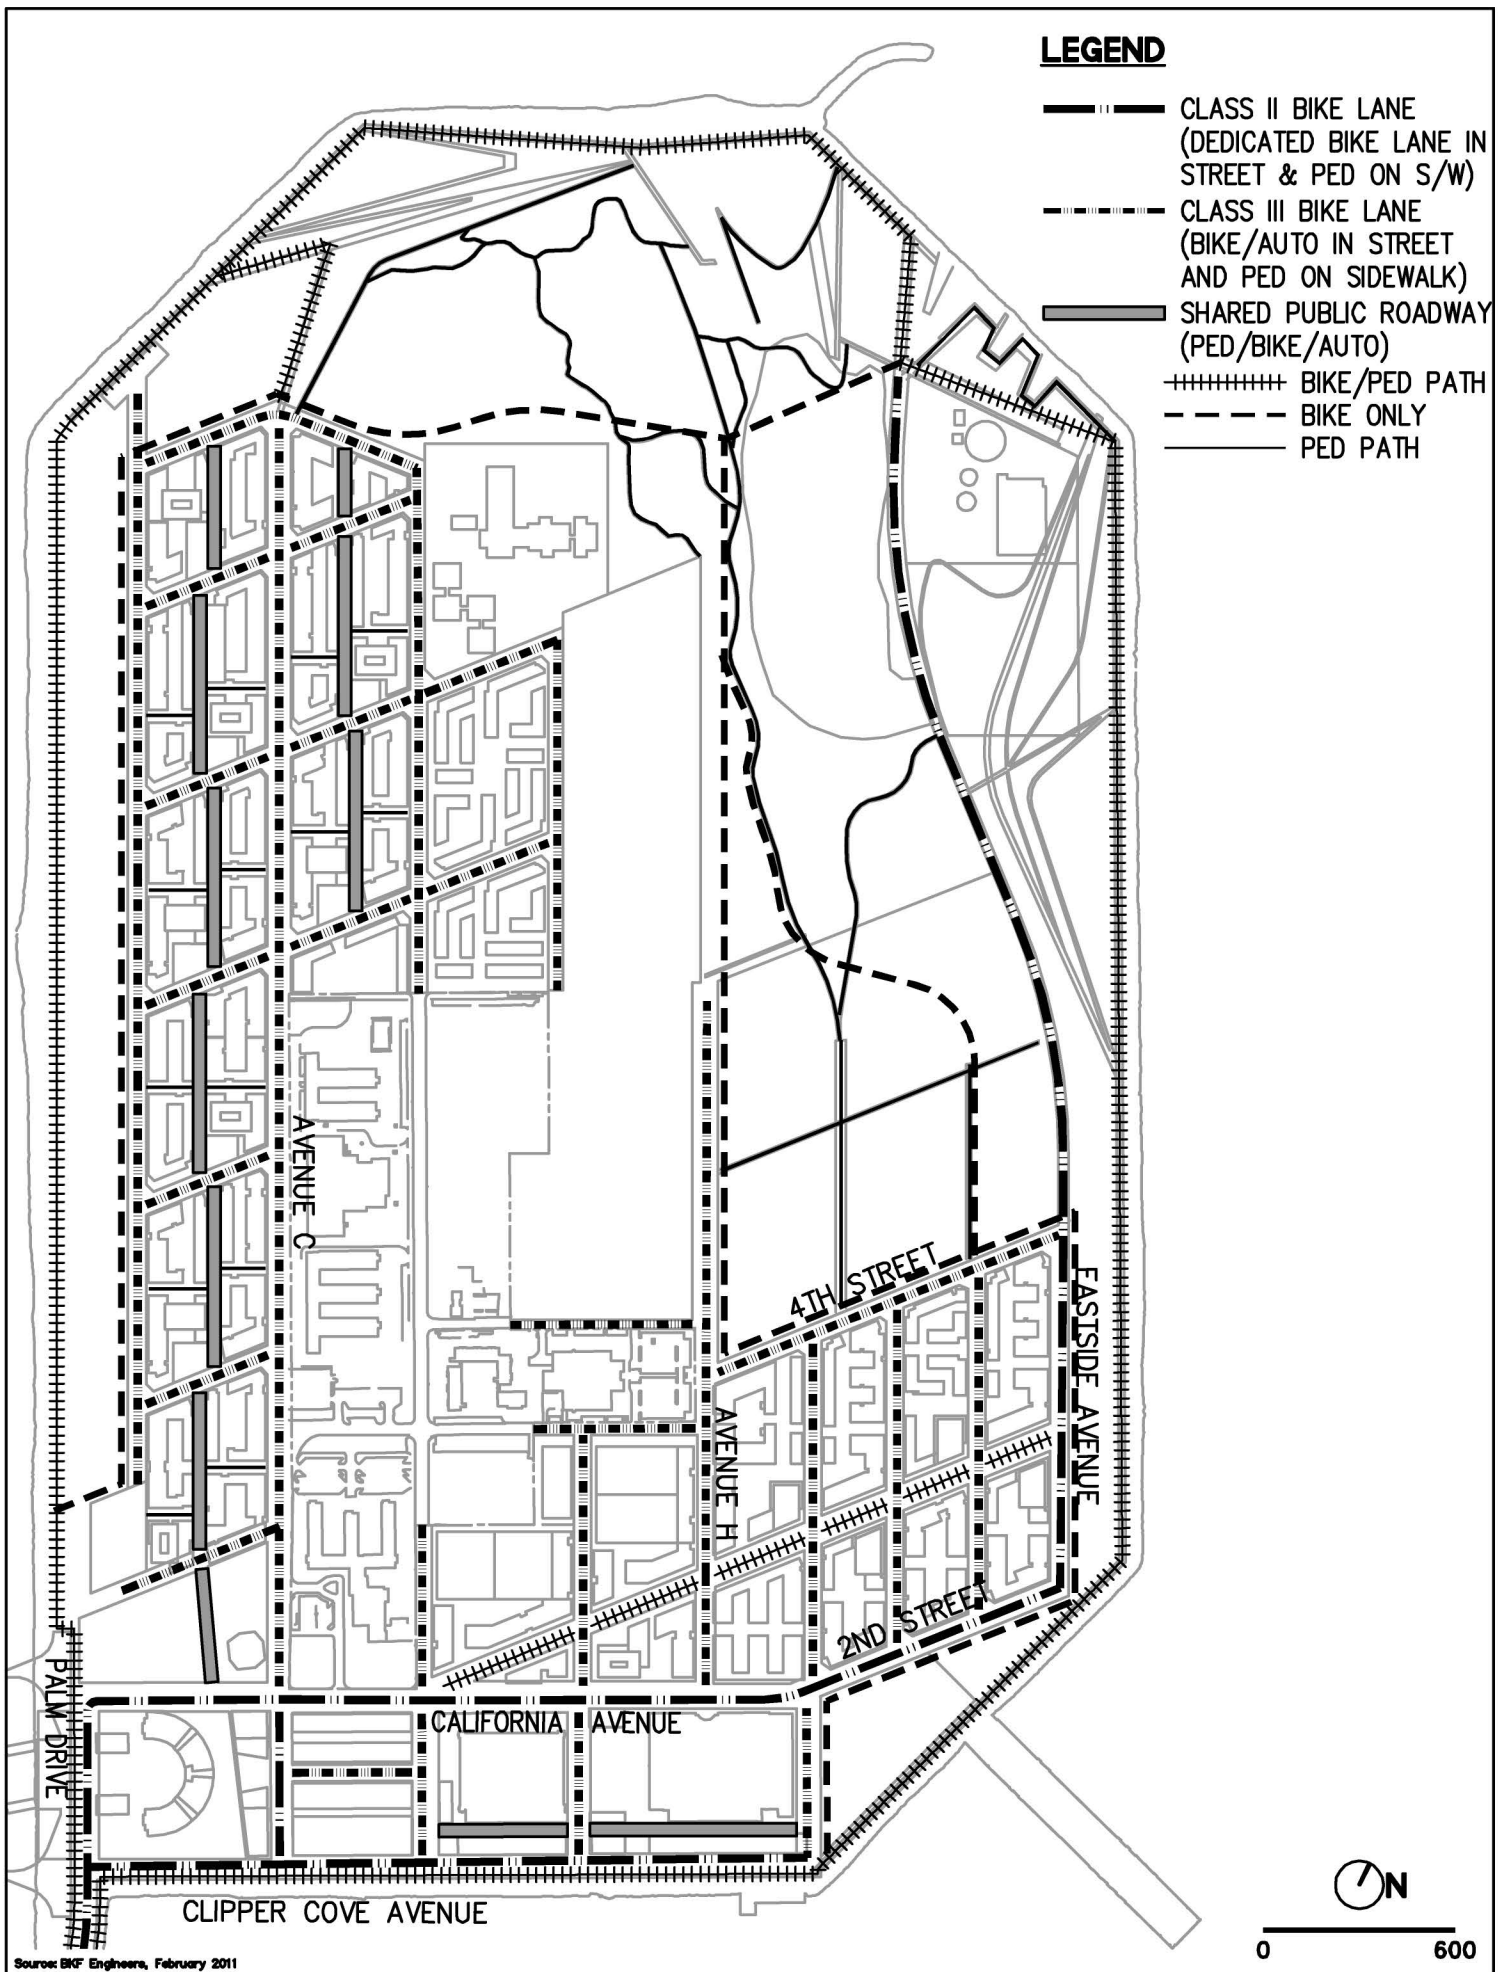 LEGEND
CLASS II BIKE LANE
(DEDICATED BIKE LANE IN
STREET & PED ON S/W)
CLASS III BIKE LANE
(BIKE/AUTO IN STREET
AND PED ON SIDEWALK)
SHARED PUBLIC ROADWAY
(PED/BIKE/AUTO)
BIKE/PED PATH
BIKE ONLY
PED PATH
AVENUE C
4TH STREET
EASTSIDE AVENUE
AVENUE H
2ND STREET
PALM DRIVE
CALIFORNIA AVENUE
CLIPPER COVE AVENUE
N
0 600
Source: BKF Engineers, February 2011